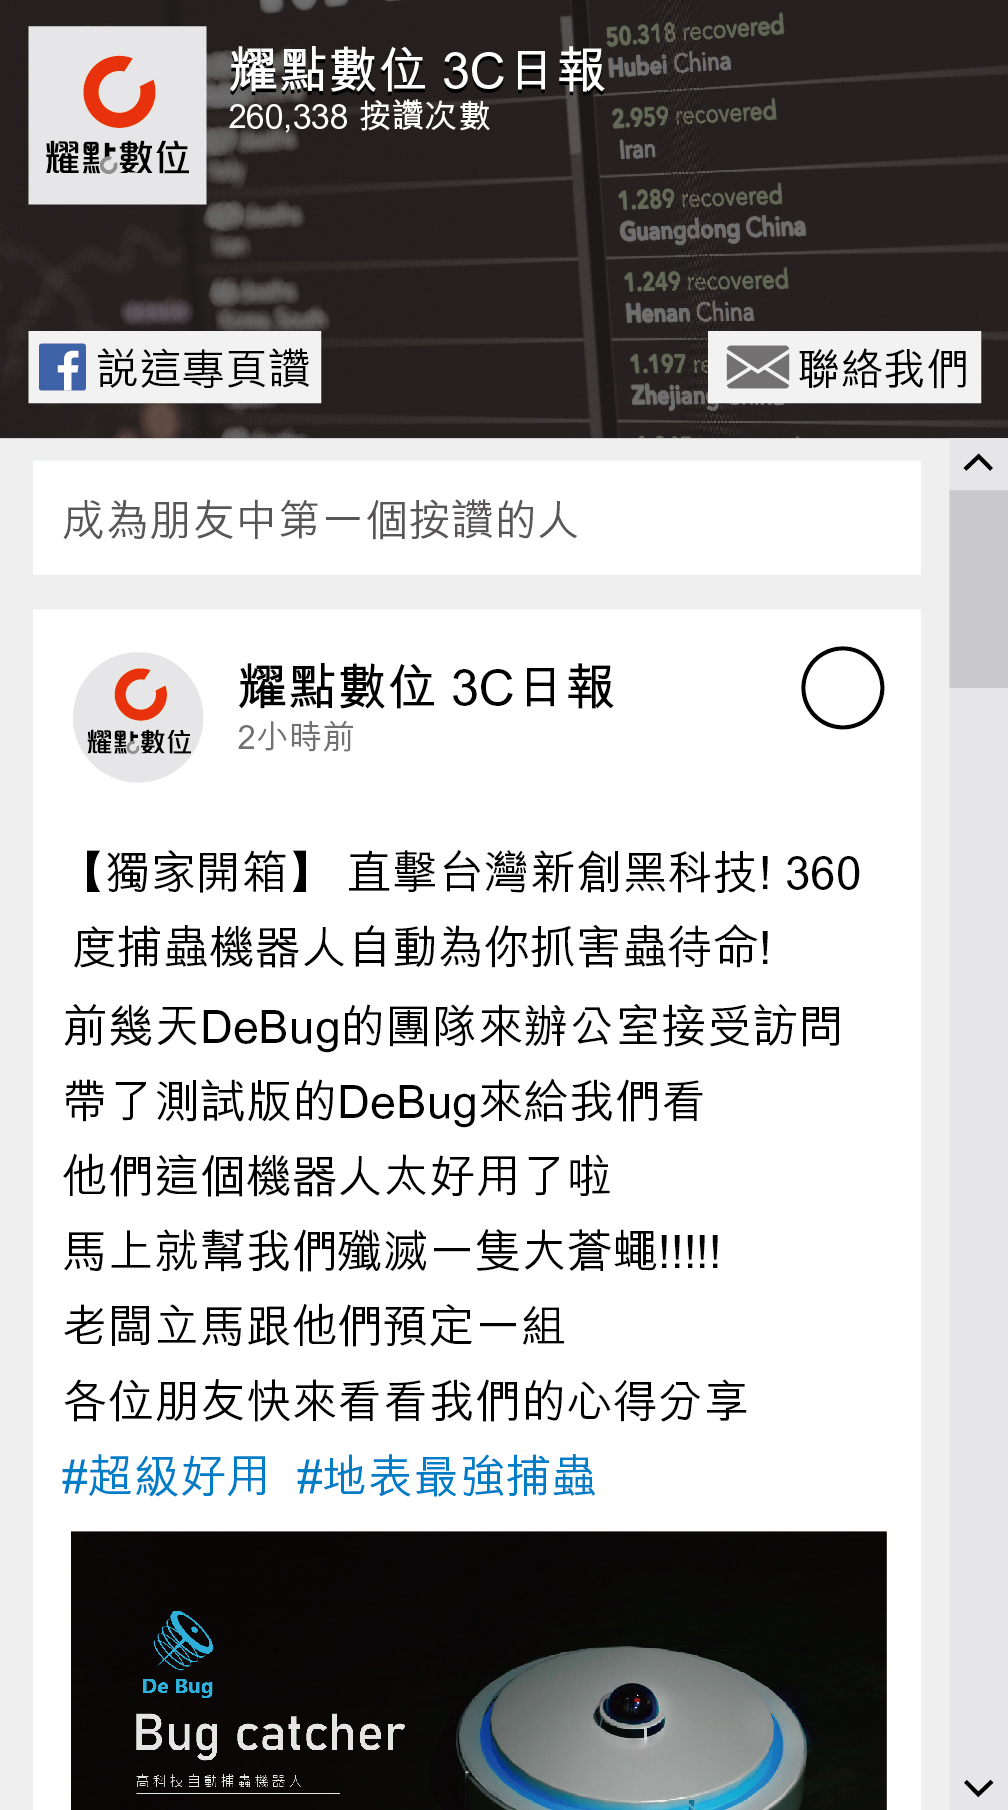 耀點數位 3C日報
260,338 按讚次數
耀點數位
50.318 recovered
Hubei China
2.959 recovered
Iran
1.289 recovered
Guangdong China
1.249 recovered
Henan China
1.197
Zhejiang China
説這專頁讚
聯絡我們
成為朋友中第一個按讚的人
耀點數位 3C日報
2小時前
耀點數位
【獨家開箱】 直擊台灣新創黑科技! 360
度捕蟲機器人自動為你抓害蟲待命!
前幾天DeBug的團隊來辦公室接受訪問
帶了測試版的DeBug來給我們看
他們這個機器人太好用了啦
馬上就幫我們殲滅一隻大蒼蠅!!!!!
老闆立馬跟他們預定一組
各位朋友快來看看我們的心得分享
#超級好用 #地表最強捕蟲
De Bug
Bug catcher
高科技自動捕蟲機器人